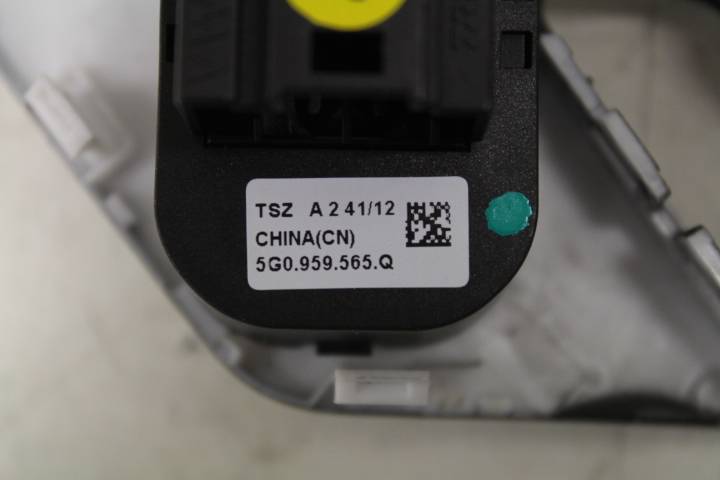 TSZ A 2 41/12
CHINA(CN)
5G0.959.565.Q